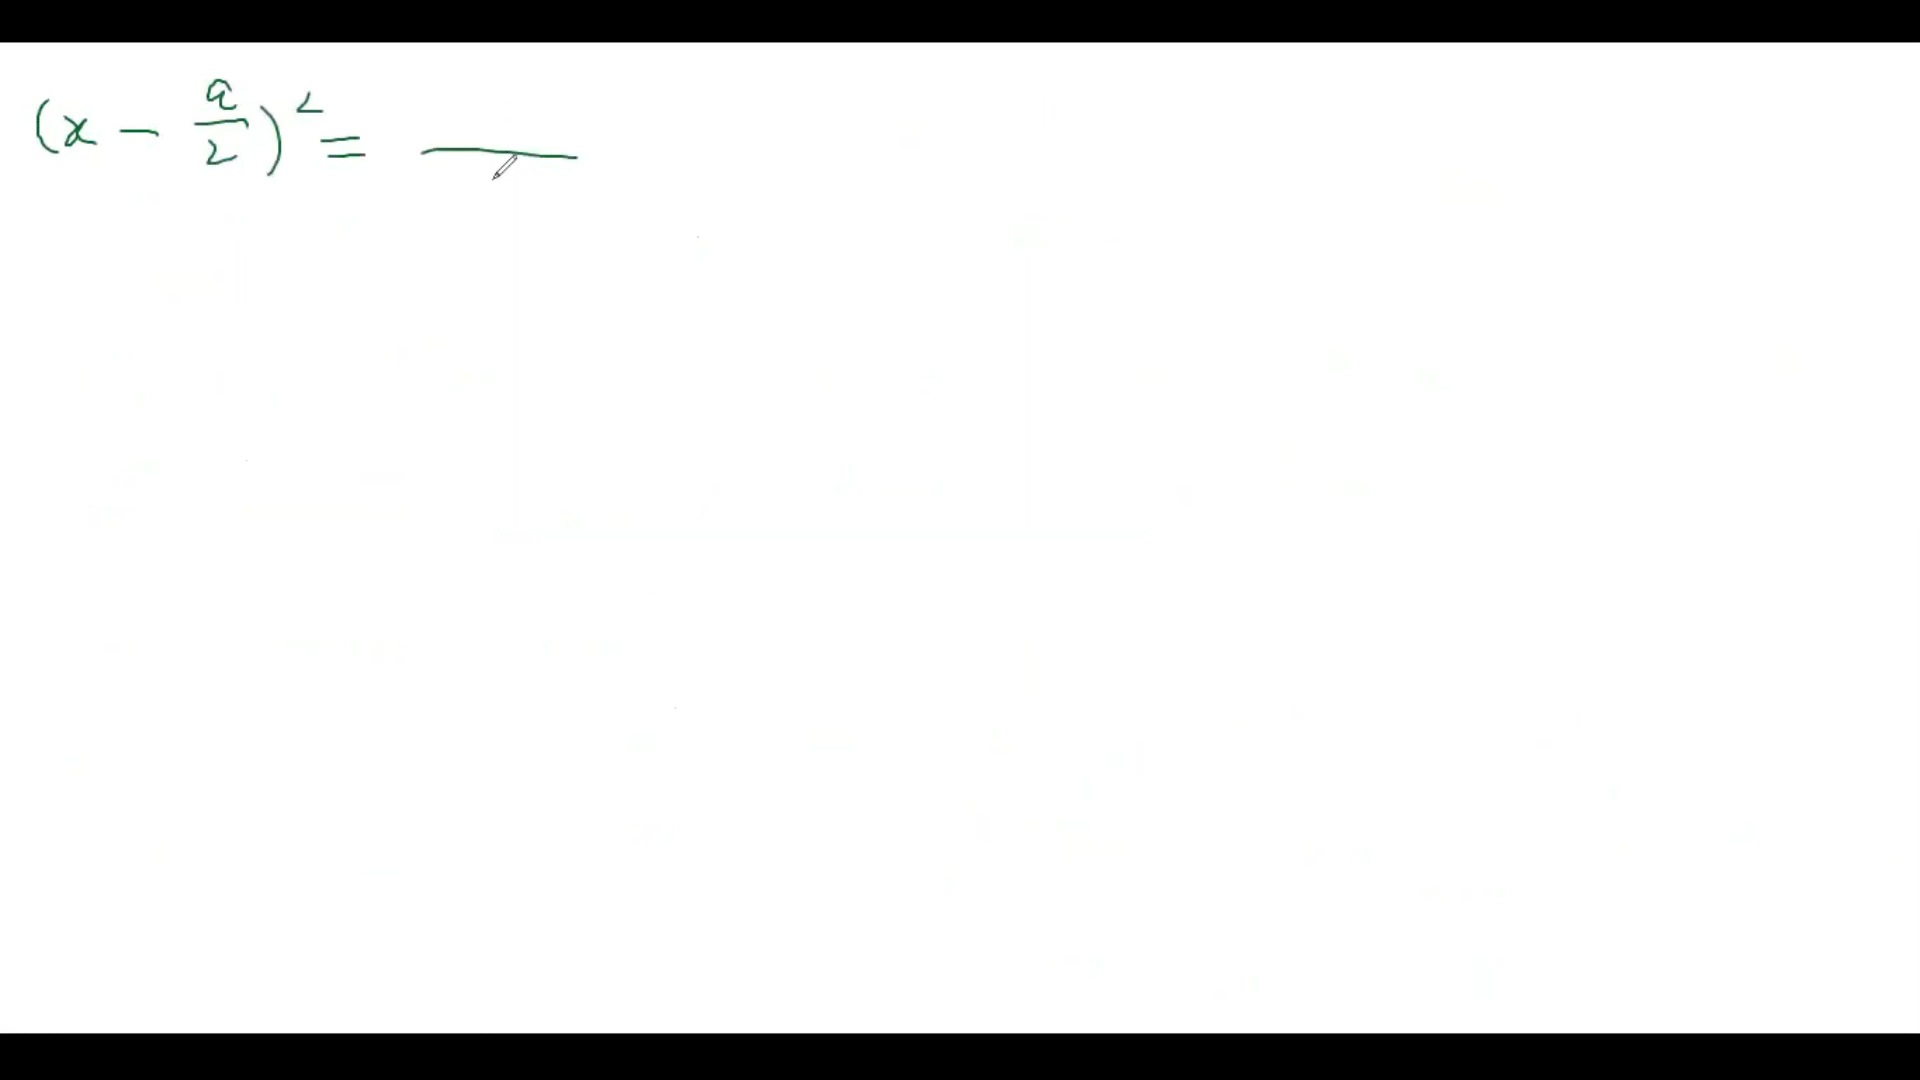 (x - a/2)² = ___